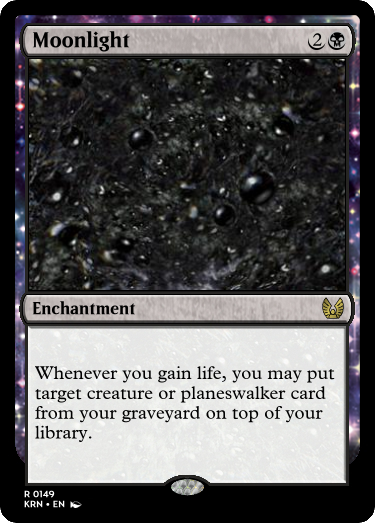 Moonlight 2
Enchantment
Whenever you gain life, you may put
target creature or planeswalker card
from your graveyard on top of your
library.
R 0149
KRN • EN